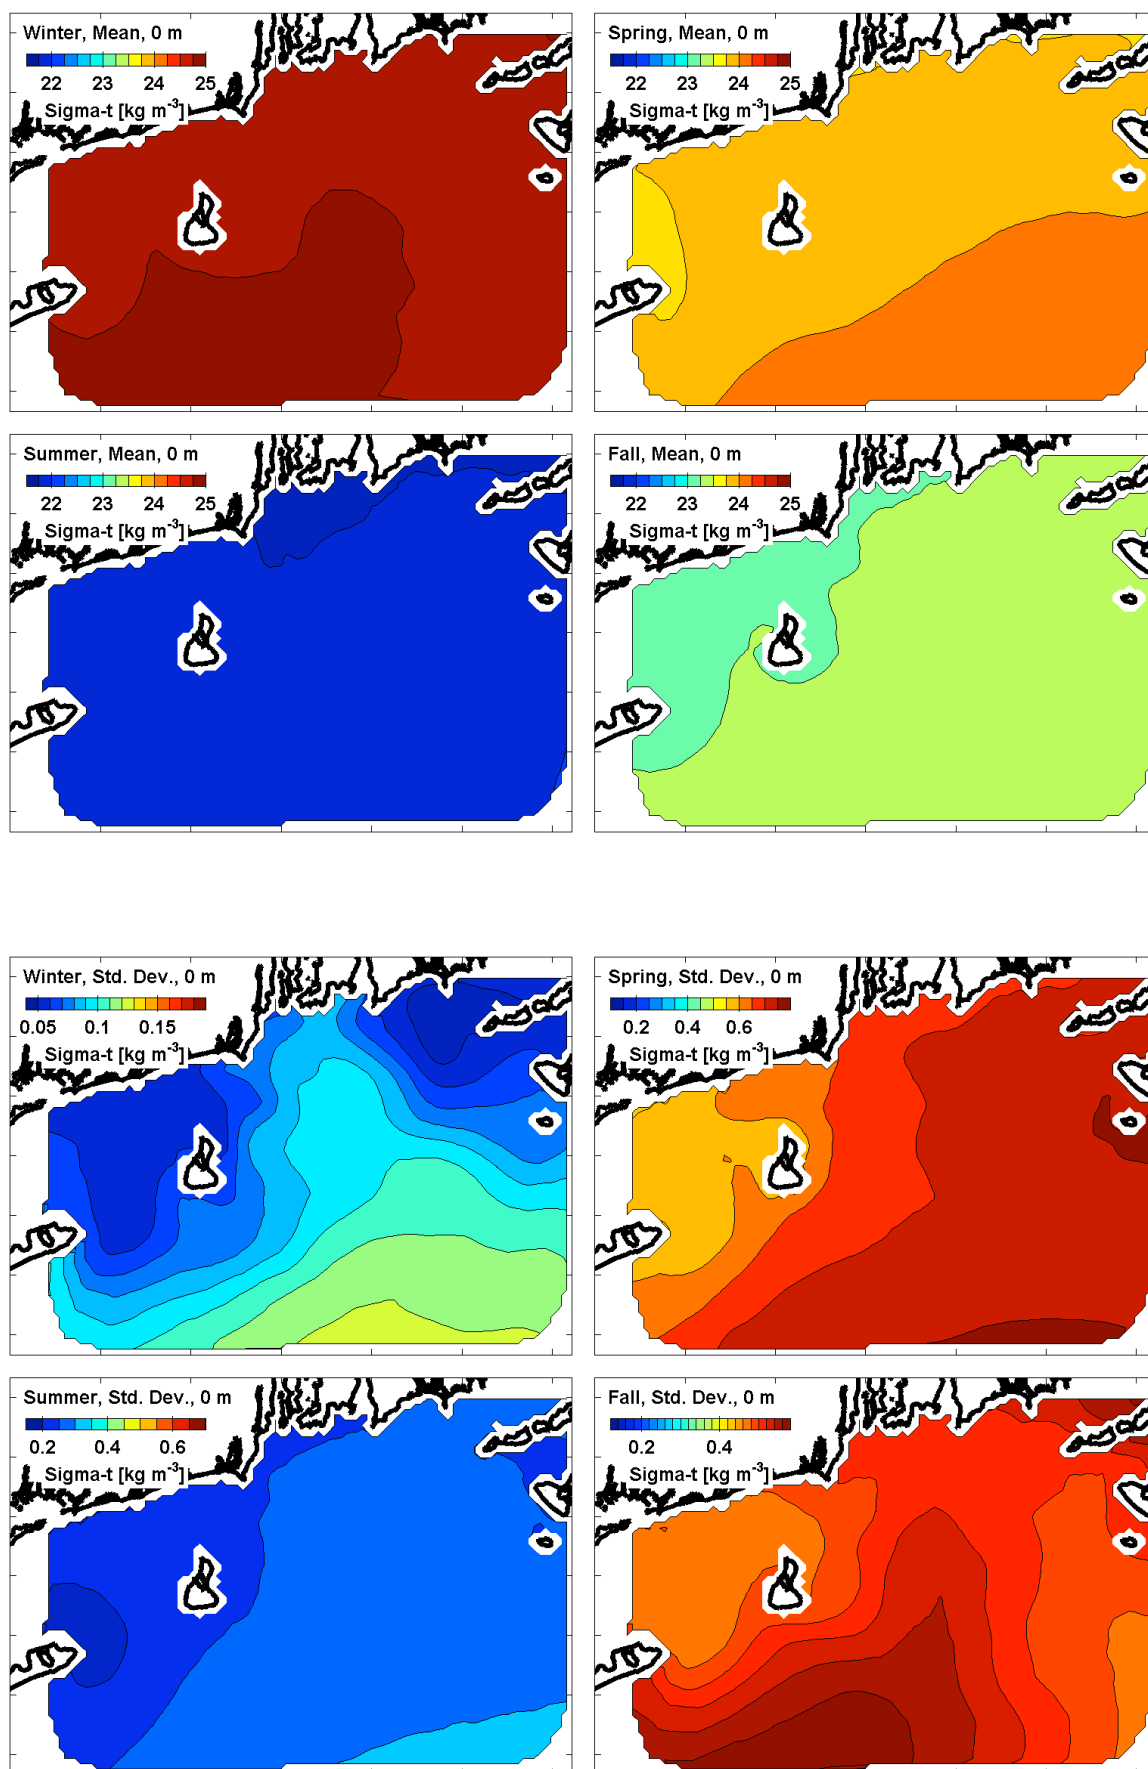 Winter, Mean, 0 m
22 23 24 25
Sigma-t [kg m-3]
Spring, Mean, 0 m
22 23 24 25
Sigma-t [kg m-3]
Summer, Mean, 0 m
22 23 24 25
Sigma-t [kg m-3]
Fall, Mean, 0 m
22 23 24 25
Sigma-t [kg m-3]
Winter, Std. Dev., 0 m
0.05 0.1 0.15
Sigma-t [kg m-3]
Spring, Std. Dev., 0 m
0.2 0.4 0.6
Sigma-t [kg m-3]
Summer, Std. Dev., 0 m
0.2 0.4 0.6
Sigma-t [kg m-3]
Fall, Std. Dev., 0 m
0.2 0.4
Sigma-t [kg m-3]